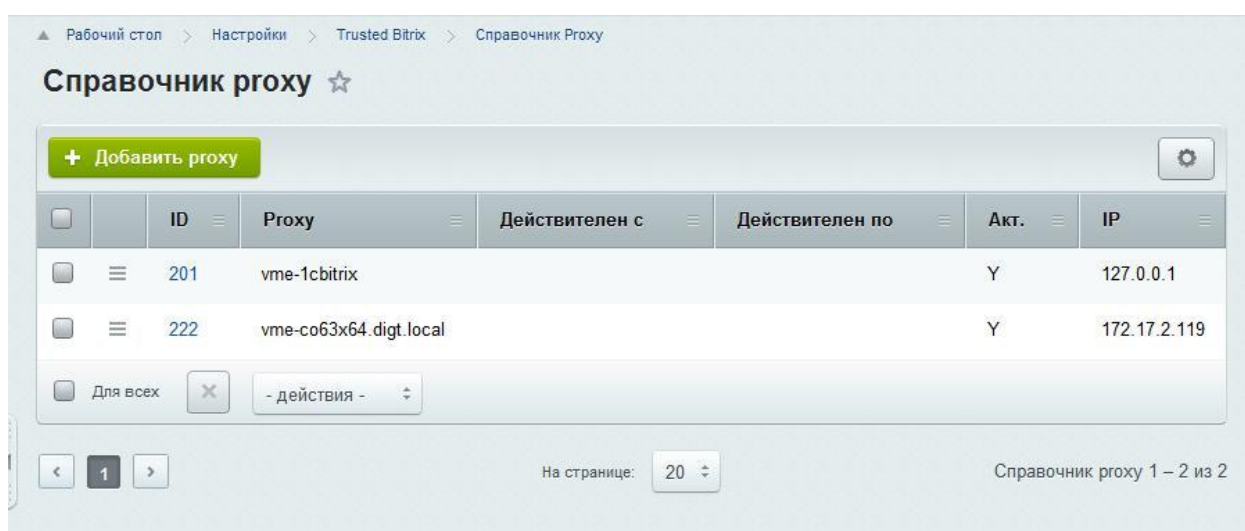 Рабочий стол > Настройки > Trusted Bitrix > Справочник Proxy
Справочник proxy
+ Добавить proxy
ID Proxy Действителен с Действителен по Акт. IP
201 vme-1cbitrix Y 127.0.0.1
222 vme-co63x64.digt.local Y 172.17.2.119
Для всех - действия -
1 На странице: 20 Справочник proxy 1 – 2 из 2